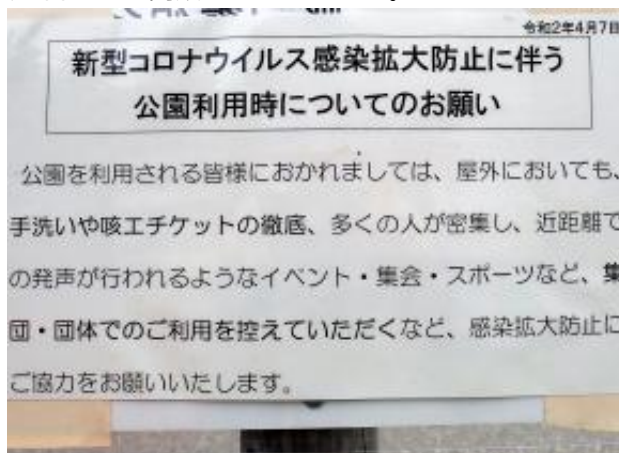 令和2年4月7日
新型コロナウイルス感染拡大防止に伴う
公園利用時についてのお願い
公園を利用される皆様におかれましては、屋外においても、
手洗いや咳エチケットの徹底、多くの人が密集し、近距離で
の発声が行われるようなイベント・集会・スポーツなど、集
団・団体でのご利用を控えていただくなど、感染拡大防止に
ご協力をお願いいたします。